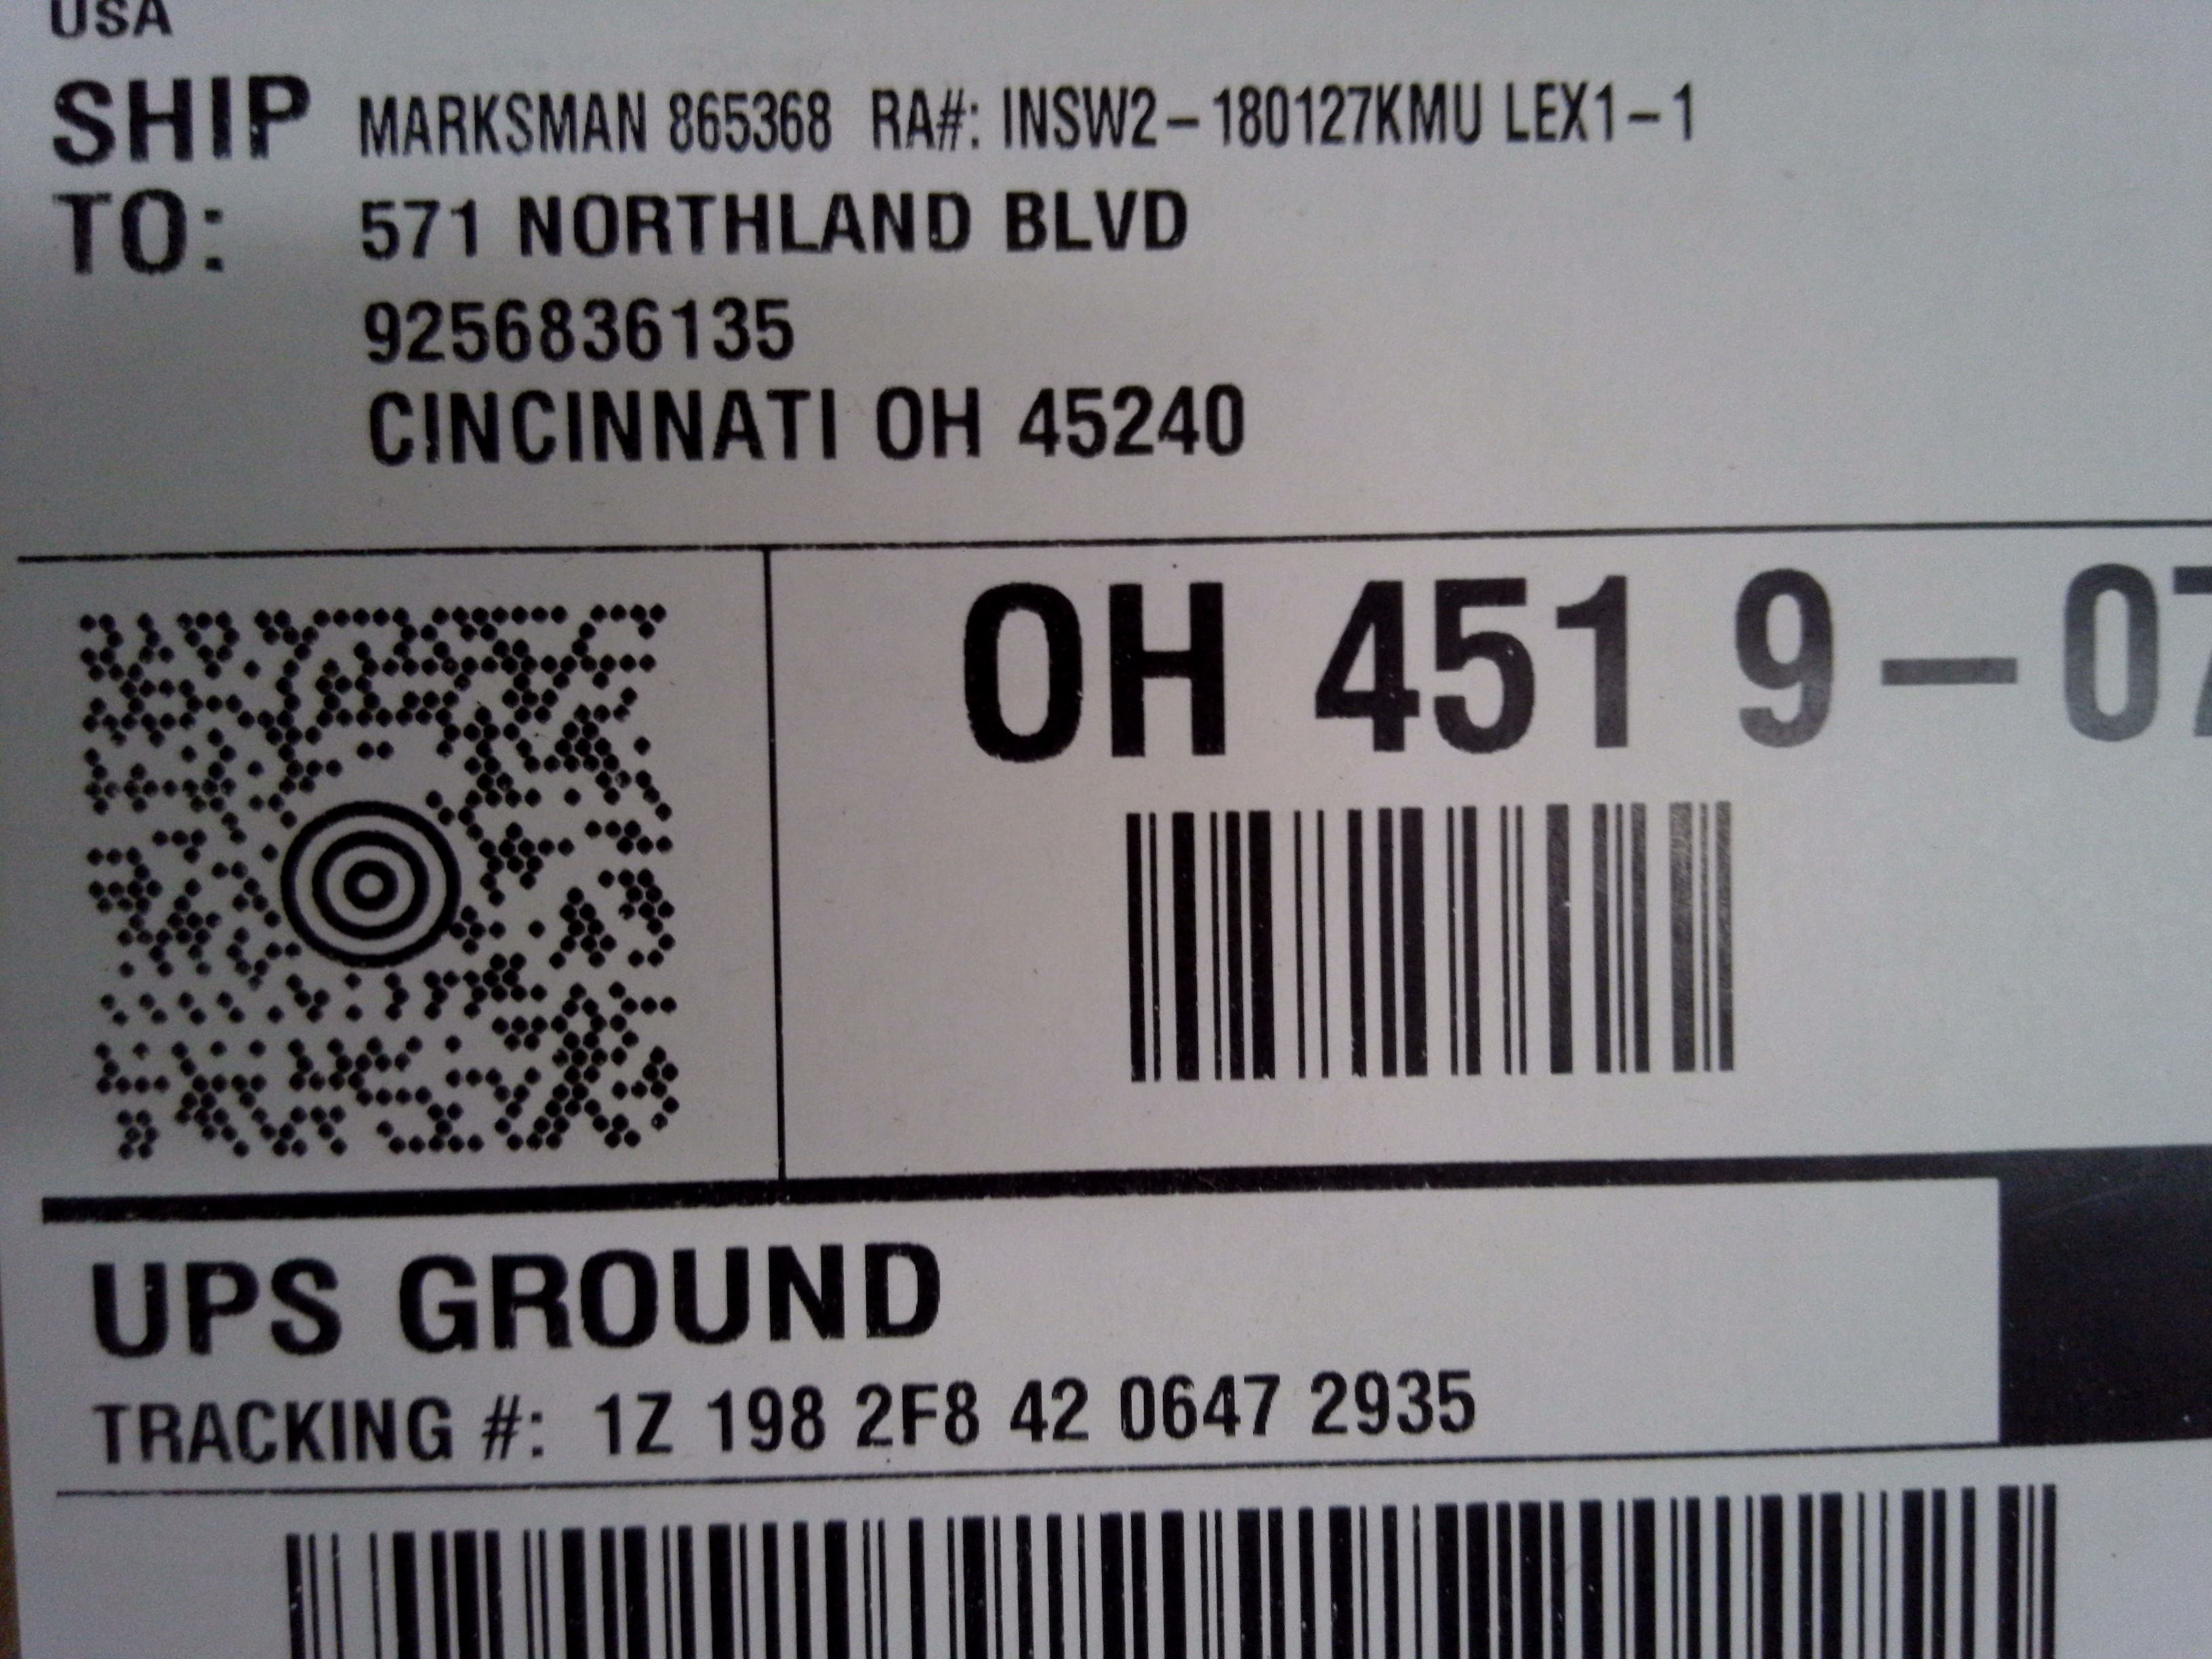 USA
SHIP TO: MARKSMAN 865368 RA#: INSW2-180127KMU LEX1-1
571 NORTHLAND BLVD
9256836135
CINCINNATI OH 45240
OH 451 9-07
UPS GROUND
TRACKING #: 1Z 198 2F8 42 0647 2935